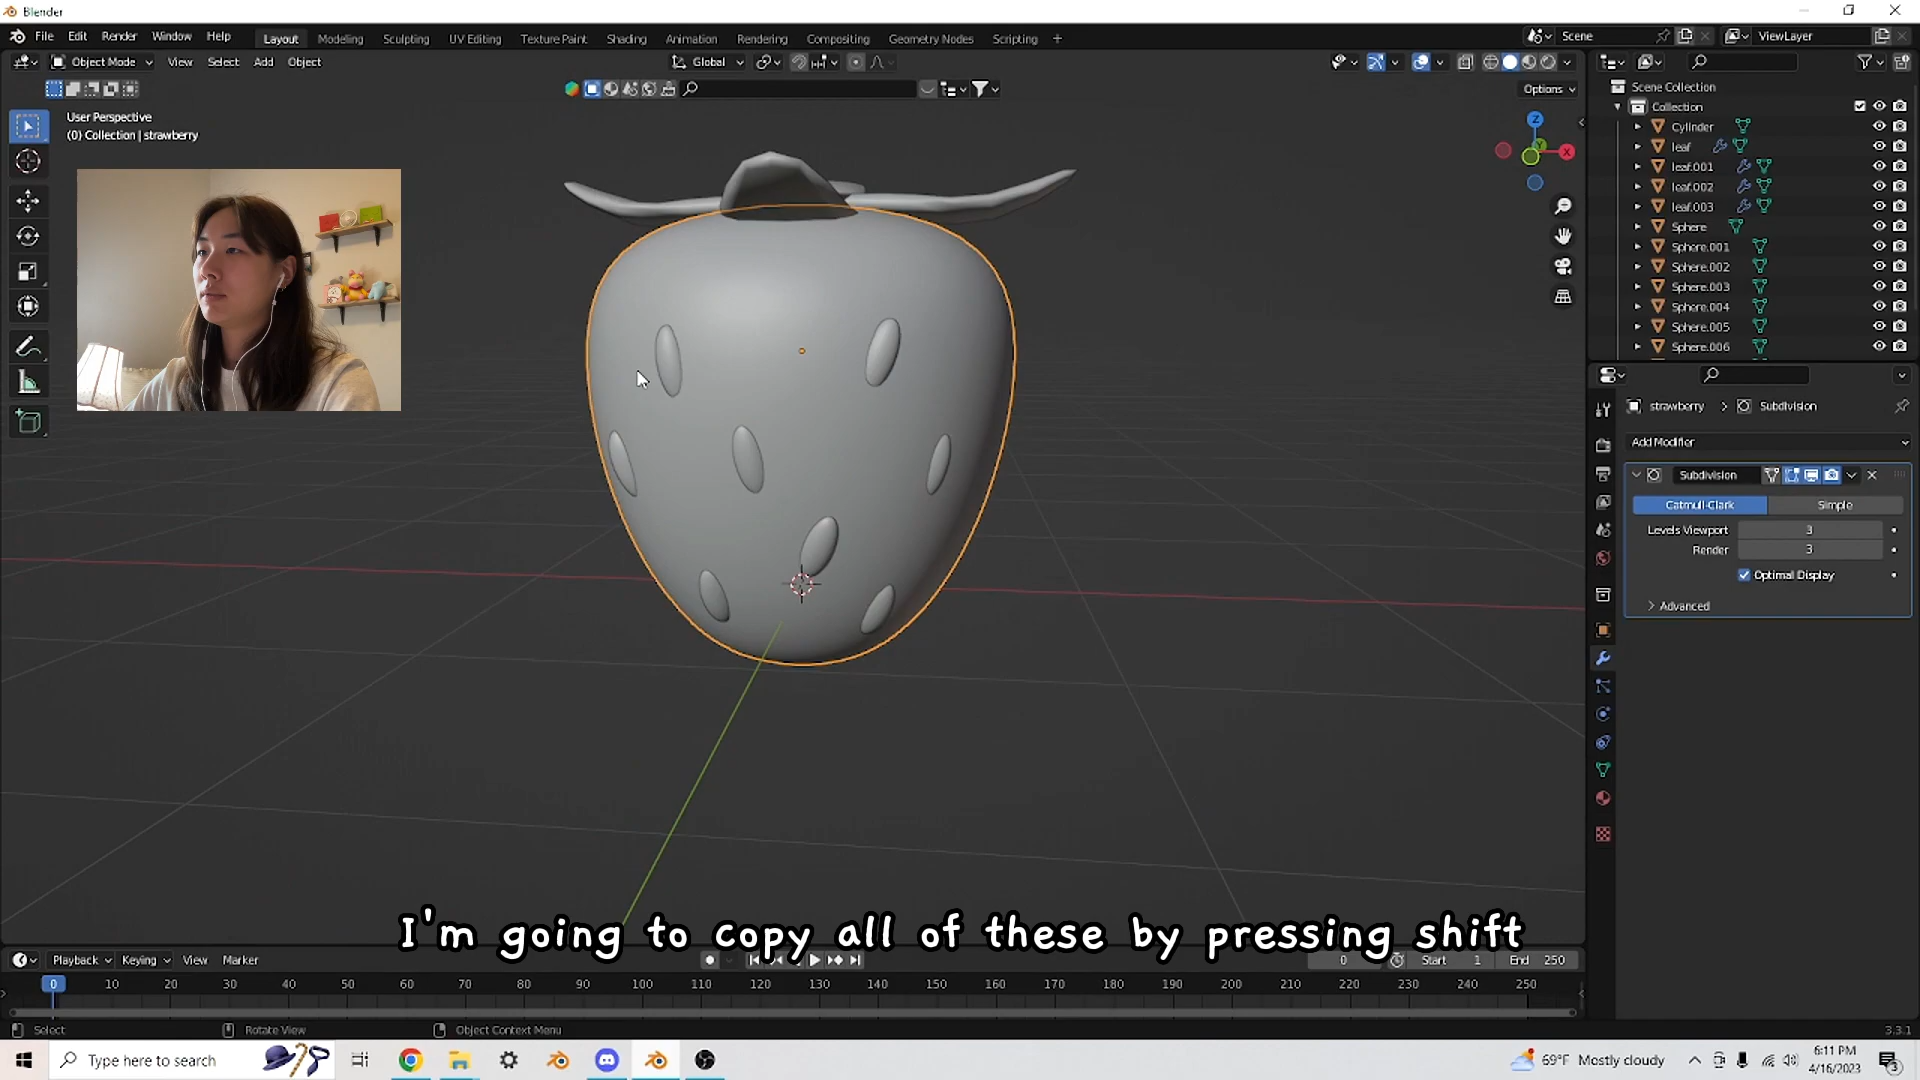 Blender
File Edit Render Window Help
Layout Modeling Sculpting UV Editing Texture Paint Shading Animation Rendering Compositing Geometry Nodes Scripting +
Scene
ViewLayer
Object Mode View Select Add Object
Global
Options
User Perspective
(0) Collection | strawberry
Z
X
Scene Collection
Collection
Cylinder
leaf
leaf.001
leaf.002
leaf.003
Sphere
Sphere.001
Sphere.002
Sphere.003
Sphere.004
Sphere.005
Sphere.006
strawberry > Subdivision
Add Modifier
Subdivision
Catmull-Clark Simple
Levels Viewport 3
Render 3
Optimal Display
Advanced
I'm going to copy all of these by pressing shift
Playback Keying View Marker
0 Start 1 End 250
0 10 20 30 40 50 60 70 80 90 100 110 120 130 140 150 160 170 180 190 200 210 220 230 240 250
Select Rotate View Object Context Menu
3.3.1
Type here to search
69°F Mostly cloudy
6:11 PM
4/16/2023
3